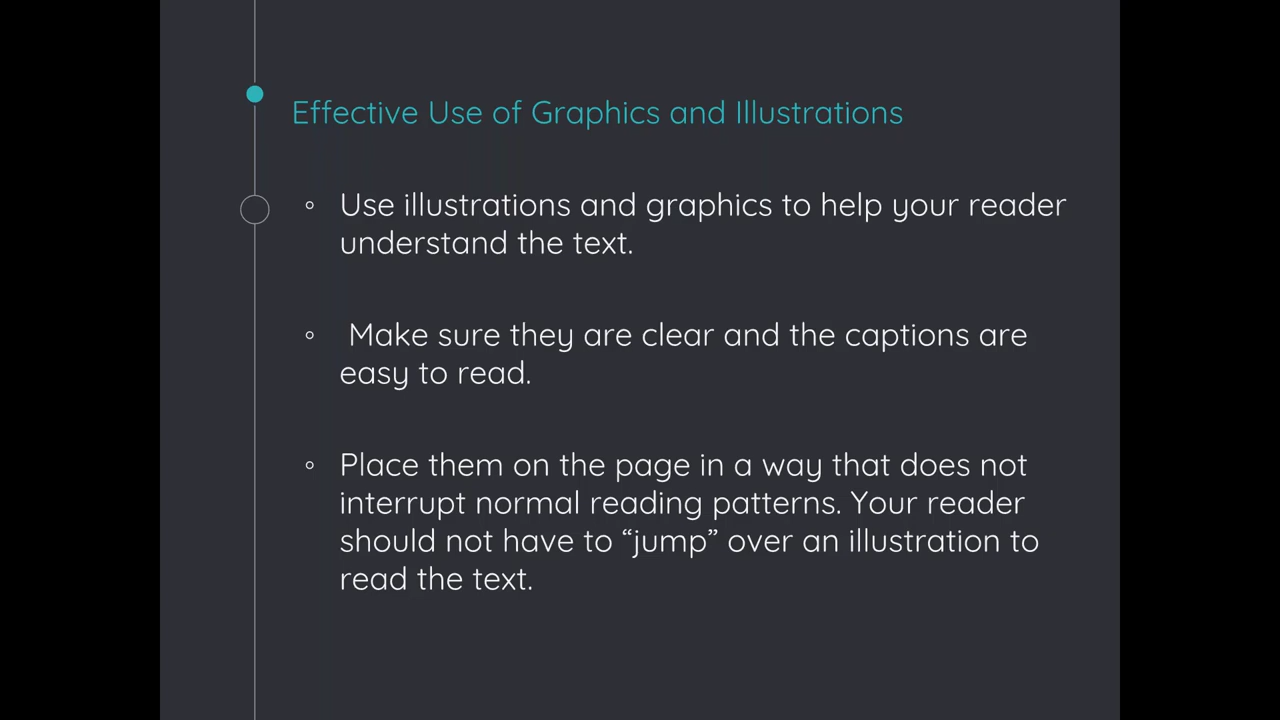 Effective Use of Graphics and Illustrations
◦ Use illustrations and graphics to help your reader
understand the text.
◦ Make sure they are clear and the captions are
easy to read.
◦ Place them on the page in a way that does not
interrupt normal reading patterns. Your reader
should not have to “jump” over an illustration to
read the text.